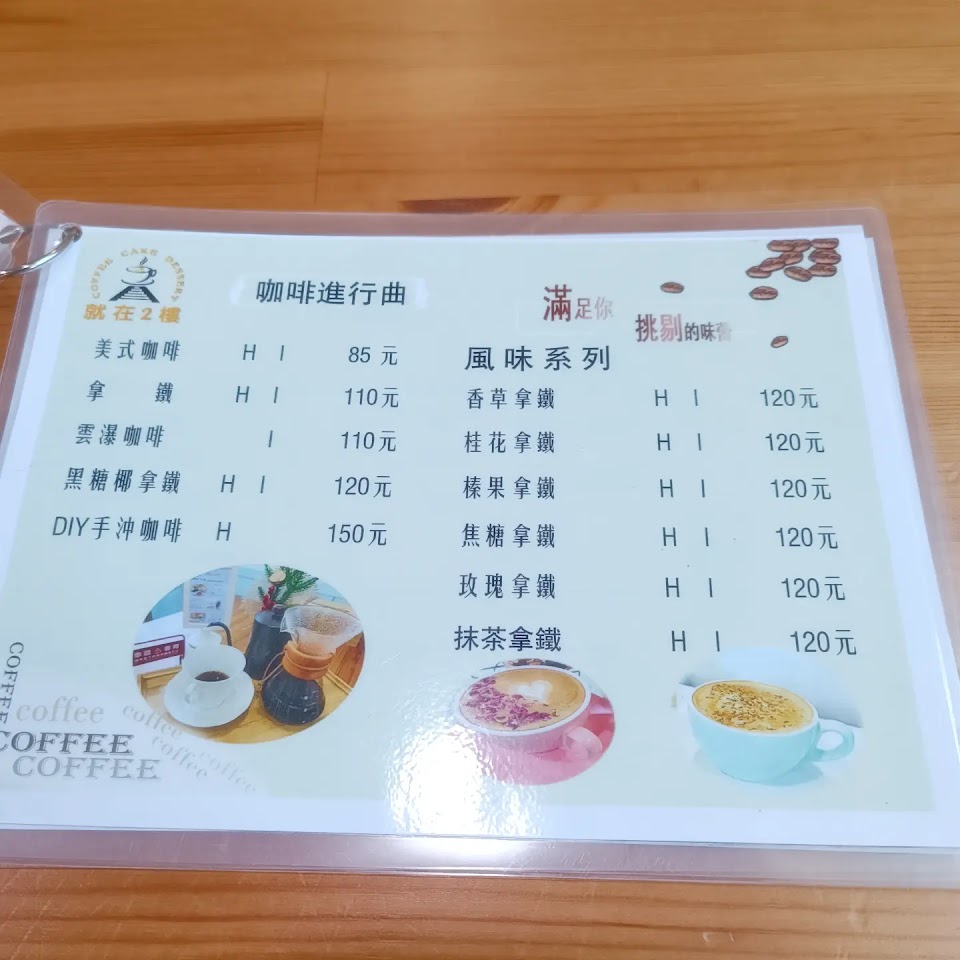 COFFEE CAKE DESSERT
就在2樓
咖啡進行曲
滿足你
挑剔的味蕾
美式咖啡 H I 85元
拿鐵 H I 110元
雲瀑咖啡 I 110元
黑糖椰拿鐵 H I 120元
DIY手沖咖啡 H 150元
風味系列
香草拿鐵 H I 120元
桂花拿鐵 H I 120元
榛果拿鐵 H I 120元
焦糖拿鐵 H I 120元
玫瑰拿鐵 H I 120元
抹茶拿鐵 H I 120元
COFFEE
coffee
coffee
coffee
coffee
coffee
COFFEE
COFFEE